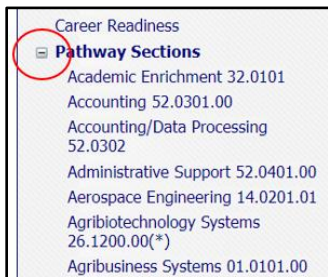 Career Readiness
Pathway Sections
Academic Enrichment 32.0101
Accounting 52.0301.00
Accounting/Data Processing
52.0302
Administrative Support 52.0401.00
Aerospace Engineering 14.0201.01
Agribiotechnology Systems
26.1200.00(*)
Agribusiness Systems 01.0101.00